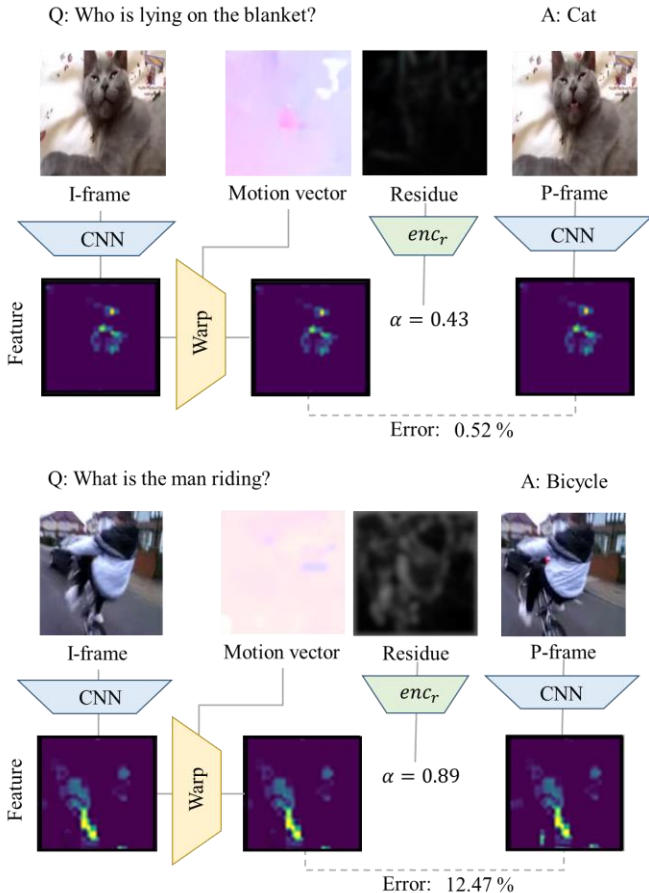 Q: Who is lying on the blanket? A: Cat
I-frame Motion vector Residue P-frame
CNN enc_r CNN
Feature
Warp
α = 0.43
Error: 0.52 %
Q: What is the man riding? A: Bicycle
I-frame Motion vector Residue P-frame
CNN enc_r CNN
Feature
Warp
α = 0.89
Error: 12.47 %